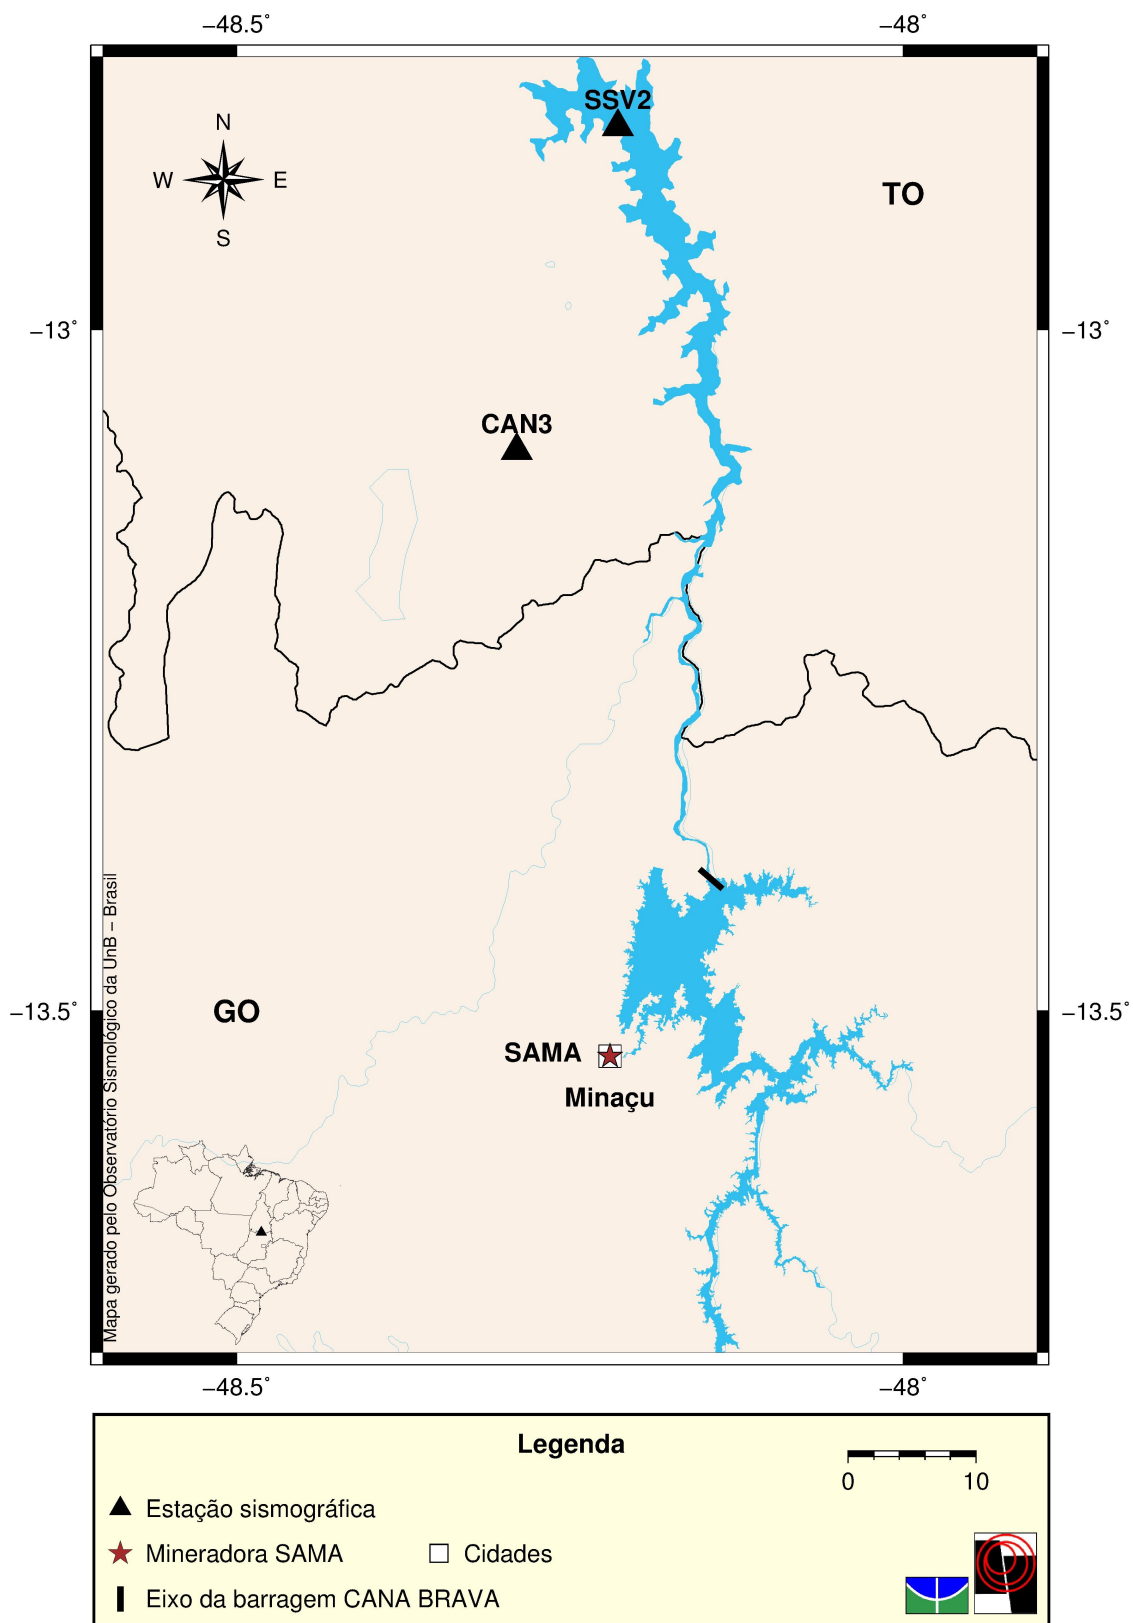 −48.5˚
−48˚
SSV2
N
W
E
S
TO
−13˚
−13˚
CAN3
GO
−13.5˚
−13.5˚
SAMA
Minaçu
Mapa gerado pelo Observatório Sismológico da UnB − Brasil
−48.5˚
−48˚
Legenda
0
10
Estação sismográfica
Mineradora SAMA
Cidades
Eixo da barragem CANA BRAVA